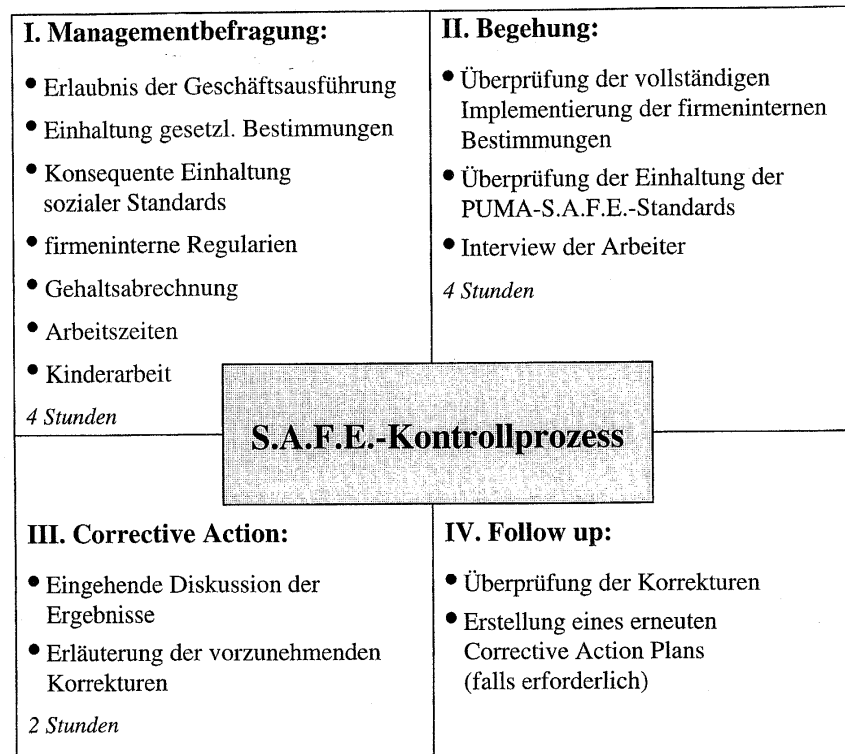 I. Managementbefragung:
• Erlaubnis der Geschäftsausführung
• Einhaltung gesetzl. Bestimmungen
• Konsequente Einhaltung
sozialer Standards
• firmeninterne Regularien
• Gehaltsabrechnung
• Arbeitszeiten
• Kinderarbeit
4 Stunden
II. Begehung:
• Überprüfung der vollständigen
Implementierung der firmeninternen
Bestimmungen
• Überprüfung der Einhaltung der
PUMA-S.A.F.E.-Standards
• Interview der Arbeiter
4 Stunden
S.A.F.E.-Kontrollprozess
III. Corrective Action:
• Eingehende Diskussion der
Ergebnisse
• Erläuterung der vorzunehmenden
Korrekturen
2 Stunden
IV. Follow up:
• Überprüfung der Korrekturen
• Erstellung eines erneuten
Corrective Action Plans
(falls erforderlich)